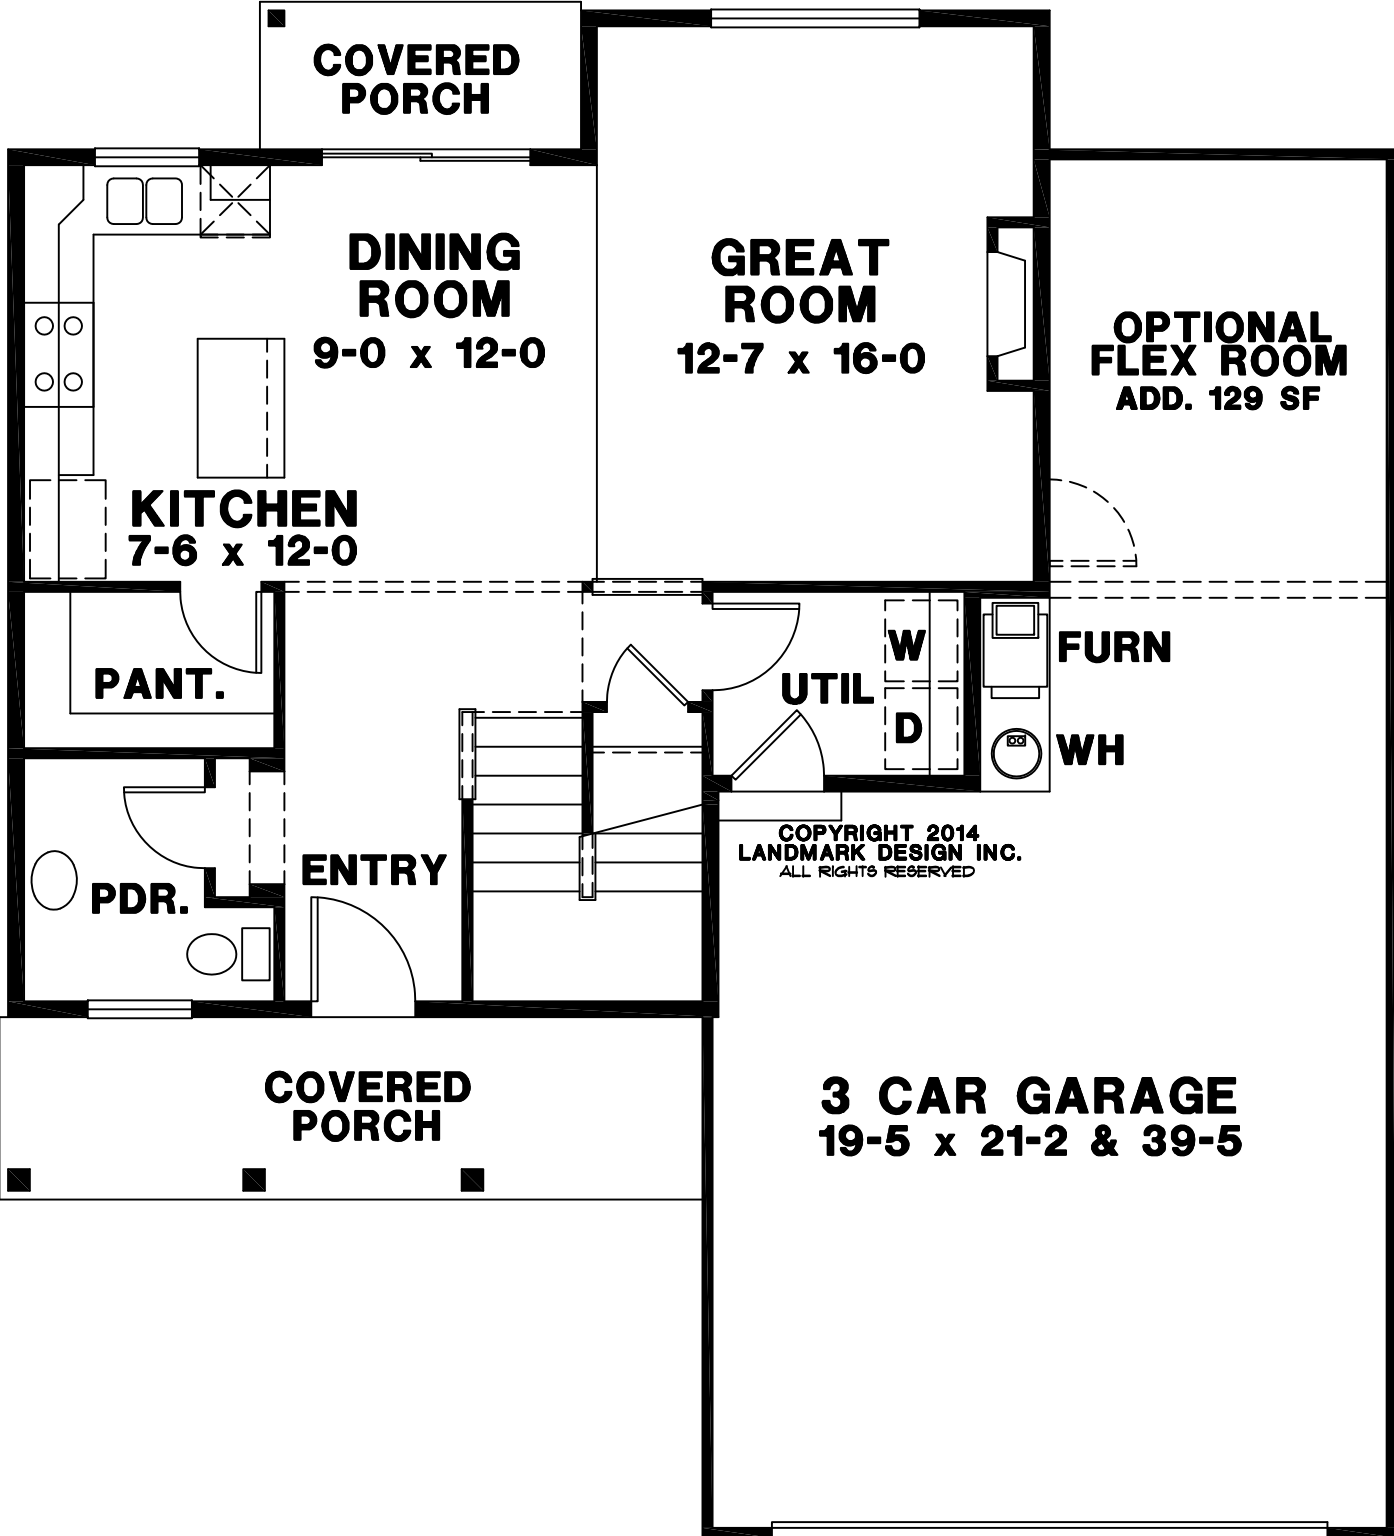 COVERED
PORCH
DINING
ROOM
9-0 x 12-0
GREAT
ROOM
12-7 x 16-0
OPTIONAL
FLEX ROOM
ADD. 129 SF
KITCHEN
7-6 x 12-0
PANT.
W
D
UTIL
FURN
WH
COPYRIGHT 2014
LANDMARK DESIGN INC.
ALL RIGHTS RESERVED
ENTRY
PDR.
COVERED
PORCH
3 CAR GARAGE
19-5 x 21-2 & 39-5